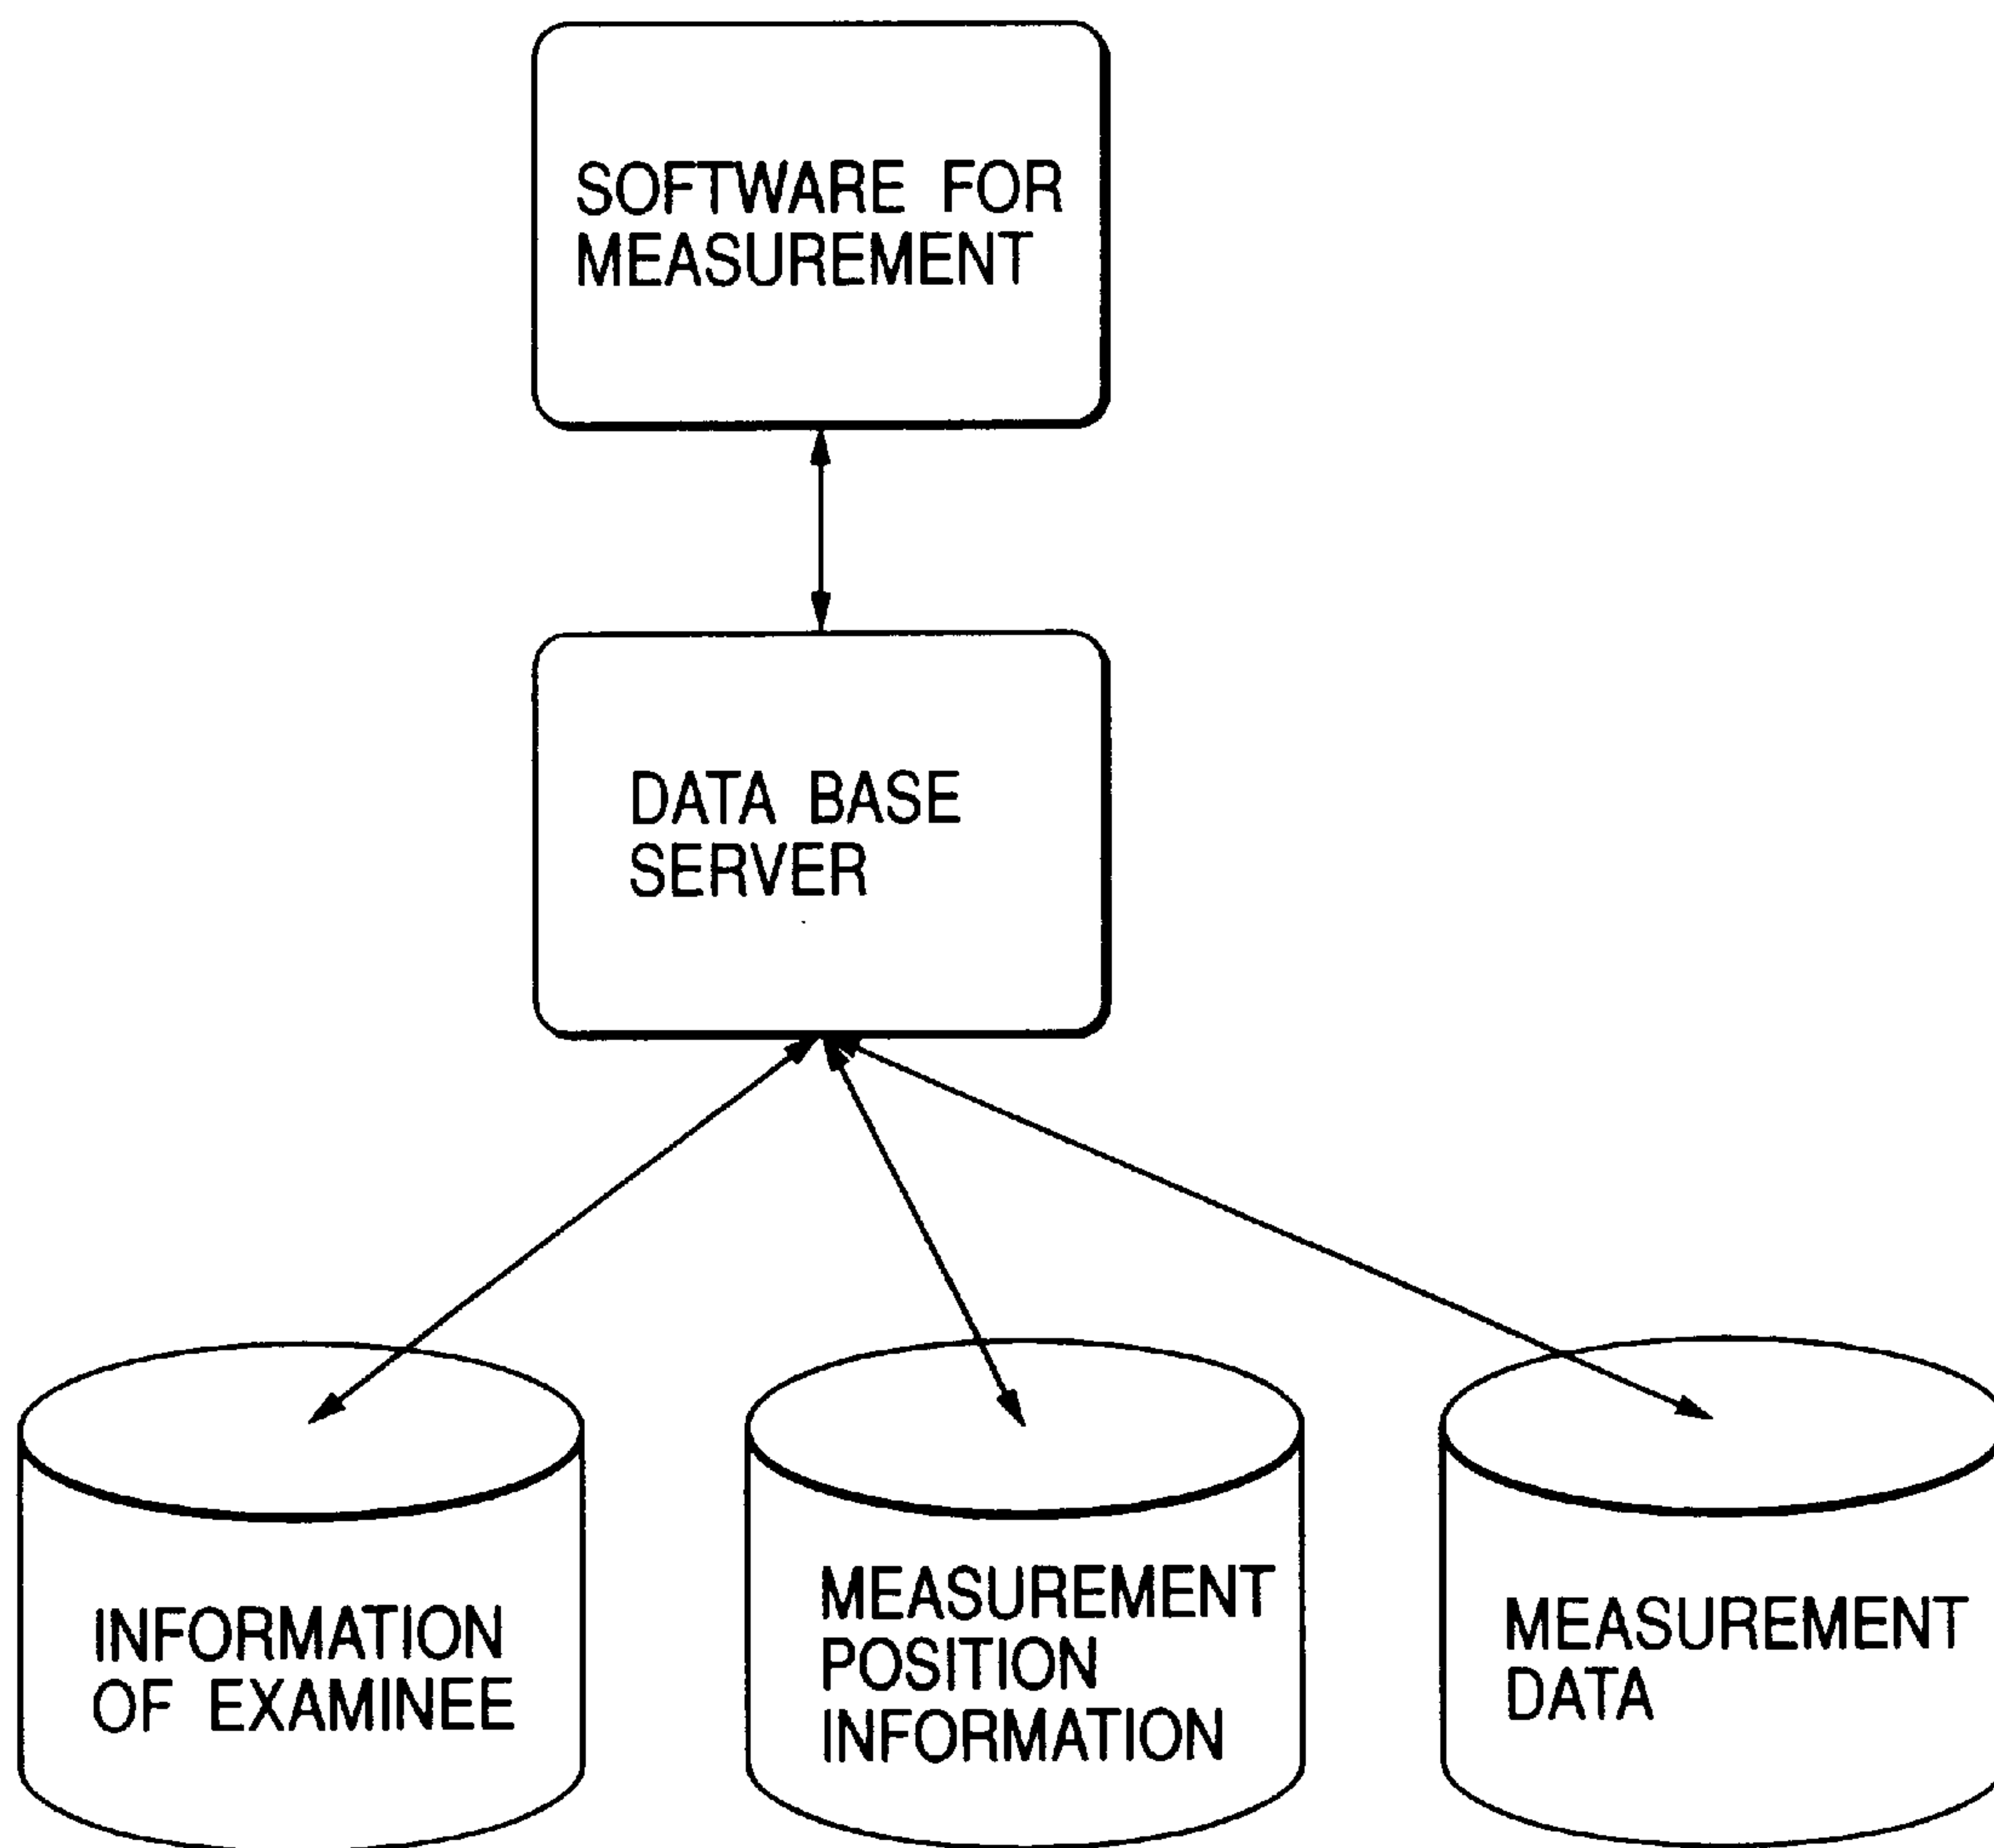 SOFTWARE FOR
MEASUREMENT
DATA BASE
SERVER
INFORMATION
OF EXAMINEE
MEASUREMENT
POSITION
INFORMATION
MEASUREMENT
DATA